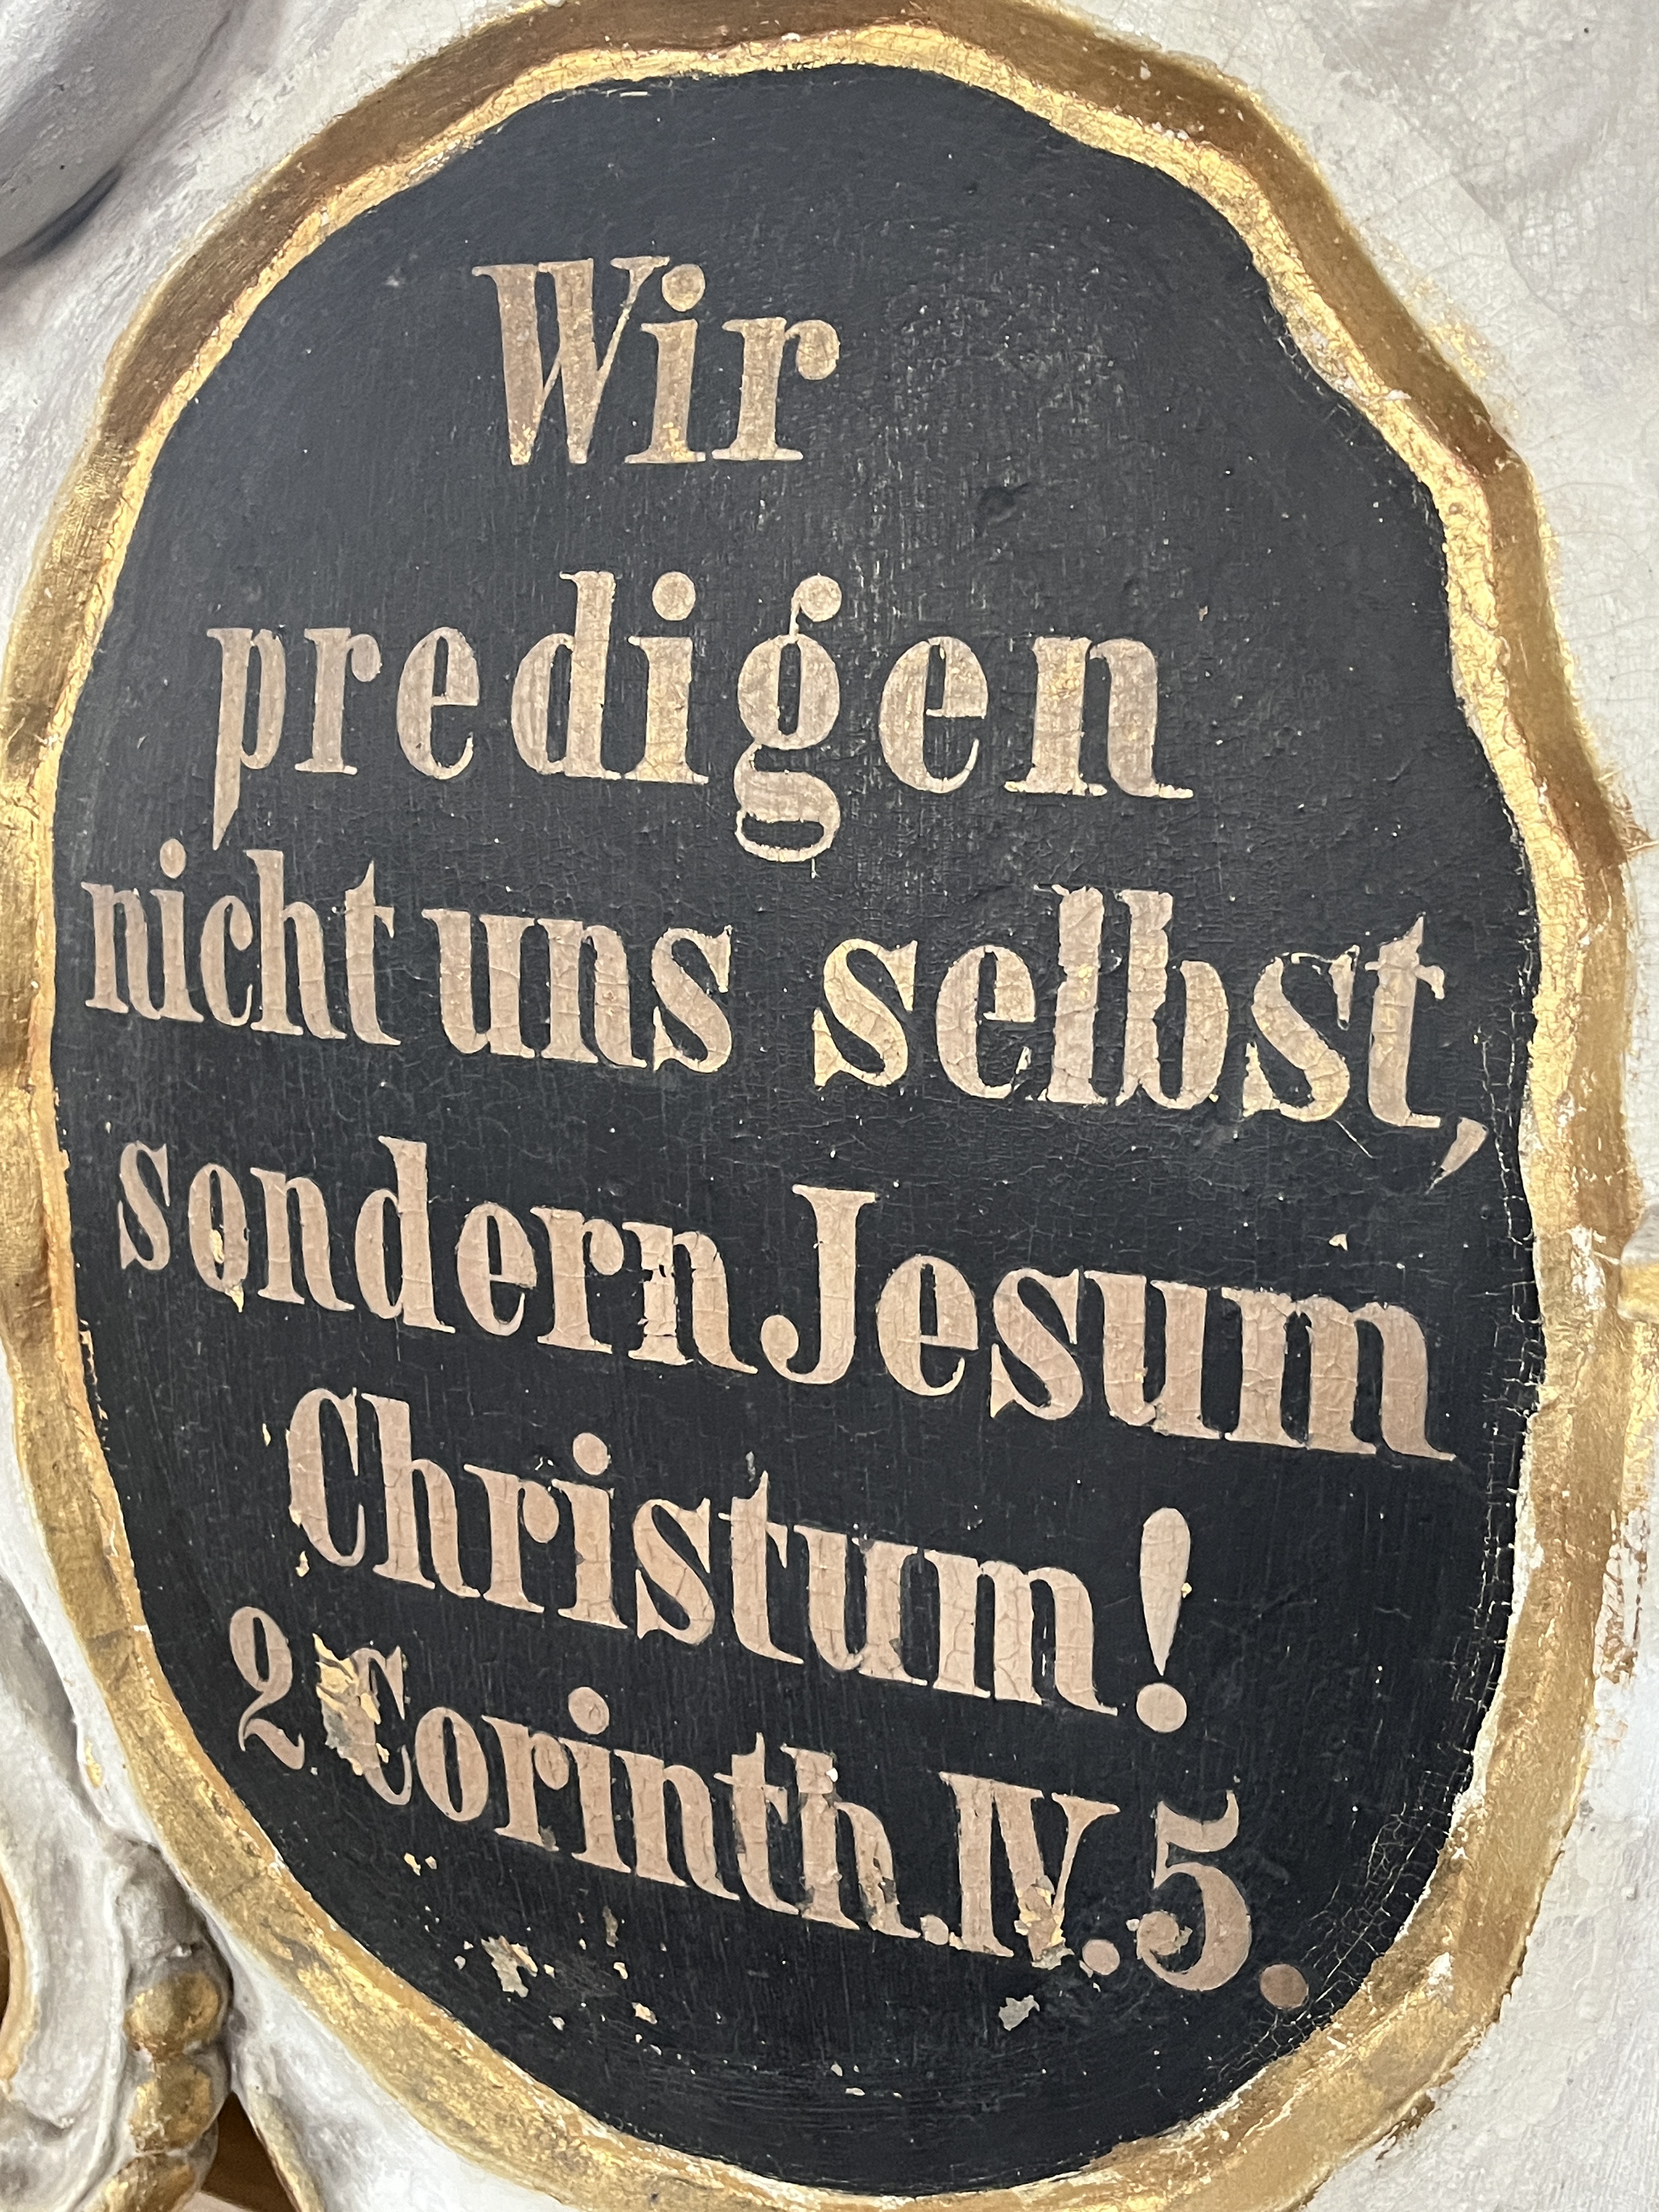 Wir
predigen
nicht uns selbst,
sondern Jesum
Christum!
2 Corinth. IV. 5.